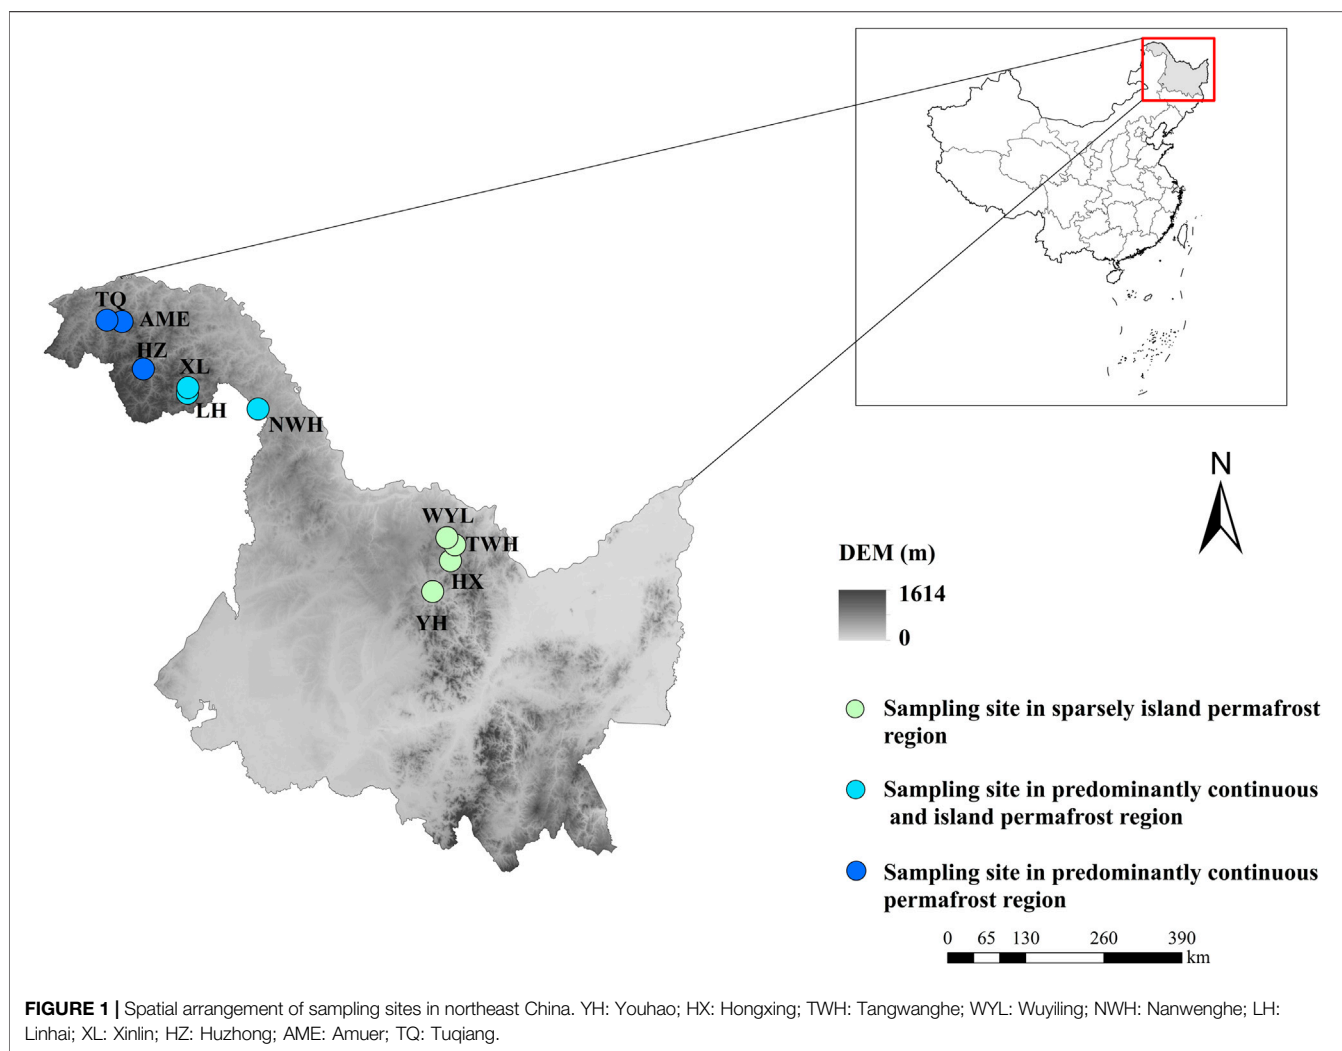 TQ
AME
HZ
XL
LH
NWH
WYL
TWH
HX
YH
N
DEM (m)
1614
0
Sampling site in sparsely island permafrost
region
Sampling site in predominantly continuous
and island permafrost region
Sampling site in predominantly continuous
permafrost region
0 65 130 260 390
km
FIGURE 1 | Spatial arrangement of sampling sites in northeast China. YH: Youhao; HX: Hongxing; TWH: Tangwanghe; WYL: Wuyiling; NWH: Nanwenghe; LH:
Linhai; XL: Xinlin; HZ: Huzhong; AME: Amuer; TQ: Tuqiang.